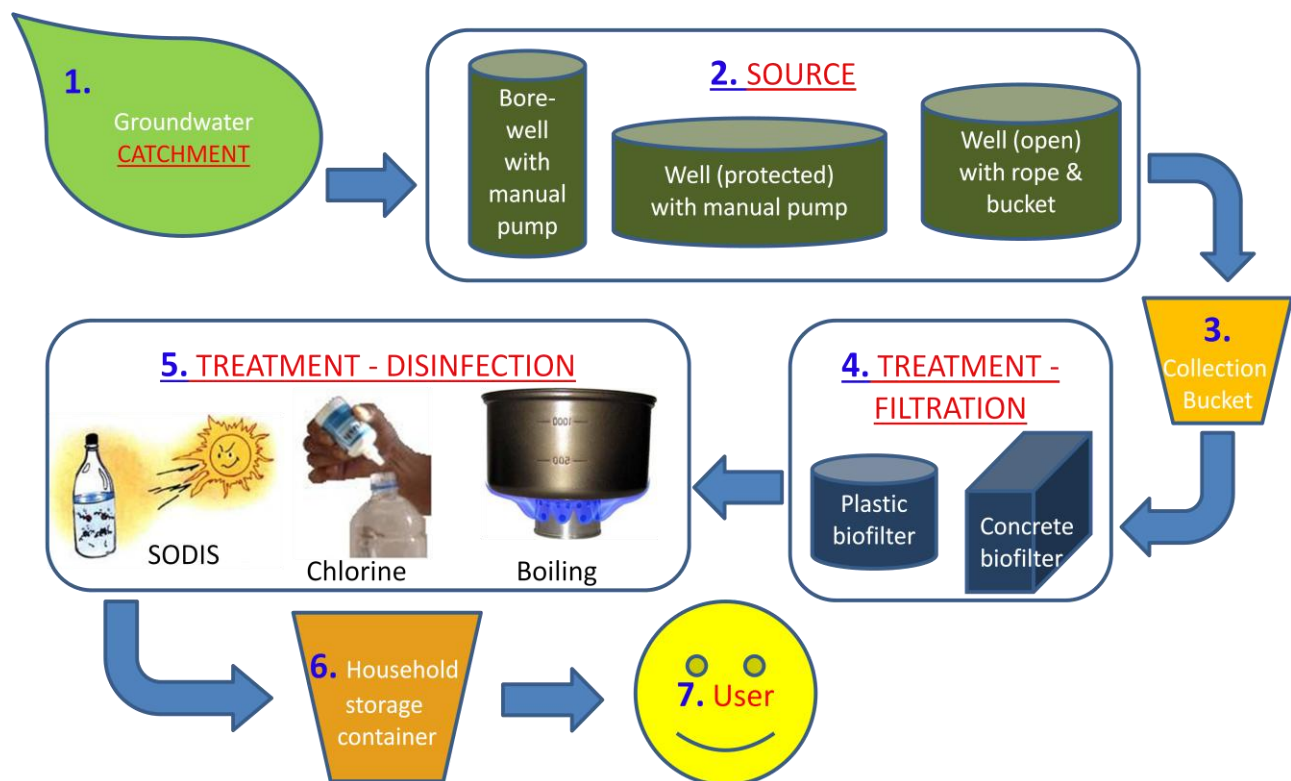 1.
Groundwater
CATCHMENT
2. SOURCE
Bore-
well
with
manual
pump
Well (protected)
with manual pump
Well (open)
with rope &
bucket
3.
Collection
Bucket
4. TREATMENT -
FILTRATION
Plastic
biofilter
Concrete
biofilter
5. TREATMENT - DISINFECTION
SODIS
Chlorine
1000
500
Boiling
6. Household
storage
container
7. User